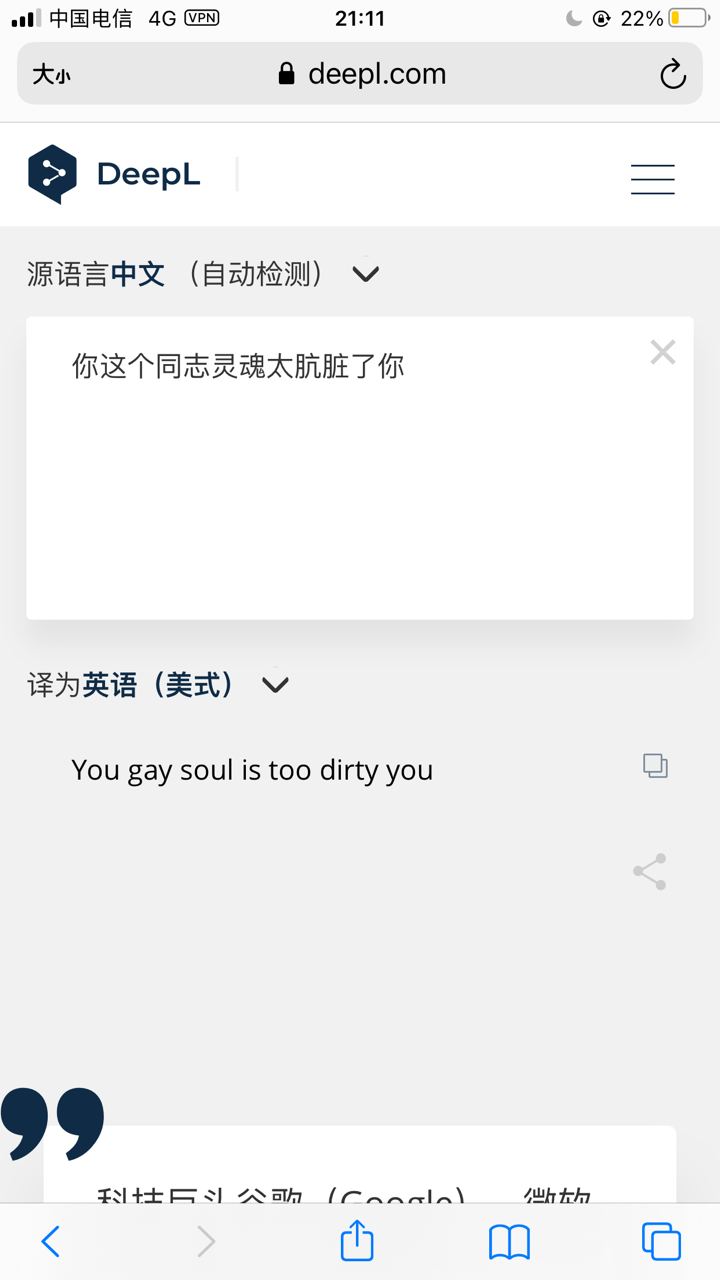 中国电信 4G VPN 21:11 22%
大小 deepl.com
DeepL
源语言中文 （自动检测）
你这个同志灵魂太肮脏了你
译为英语（美式）
You gay soul is too dirty you
科技巨头谷歌（Google）、微软